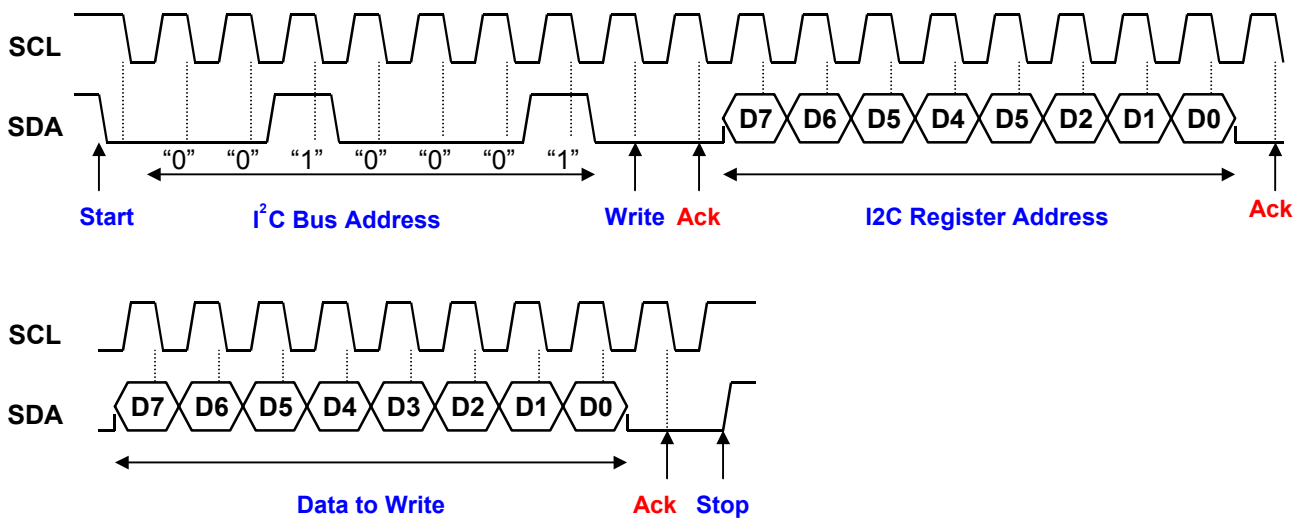 SCL
SDA D7 D6 D5 D4 D5 D2 D1 D0
“0” “0” “1” “0” “0” “0” “1”
Start I²C Bus Address Write Ack I2C Register Address Ack
SCL
SDA D7 D6 D5 D4 D3 D2 D1 D0
Data to Write Ack Stop